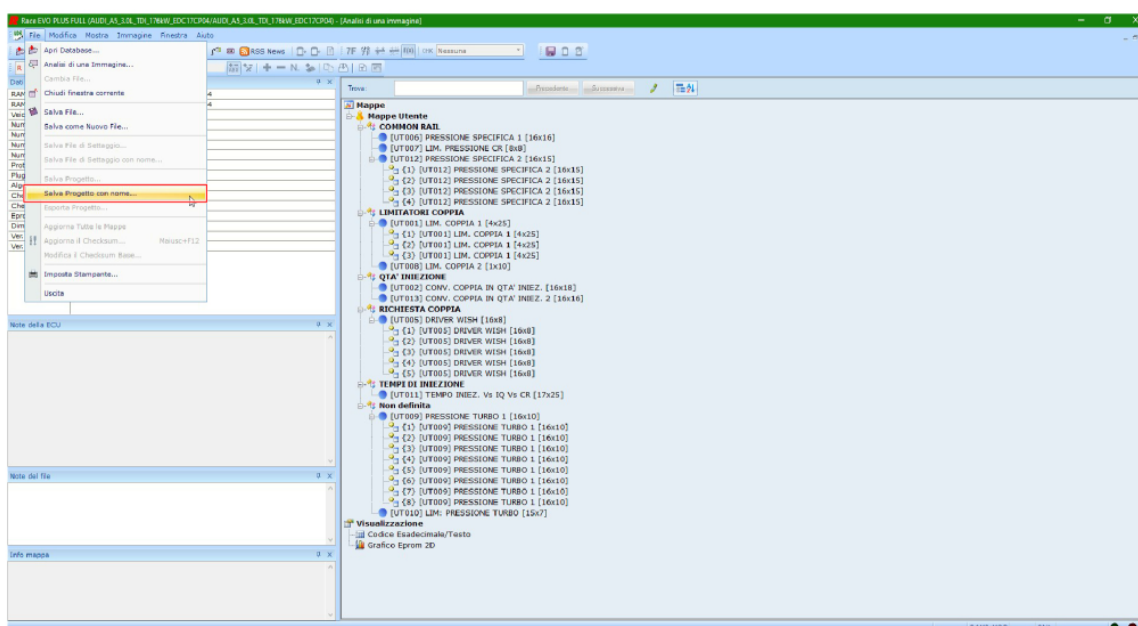 Race EVO PLUS FULL (AUDI_A5_3.0L_TDI_176kW_EDC17CP04/AUDI_A5_3.0L_TDI_176kW_EDC17CP04) - [Analisi di una immagine]
File Modifica Mostra Immagine Finestra Aiuto
RSS News
Nessuna
Apri Database...
Analisi di una Immagine...
Cambia File...
Chiudi finestra corrente
Salva File...
Salva come Nuovo File...
Salva File di Settaggio...
Salva File di Settaggio con nome...
Salva Progetto...
Salva Progetto con nome...
Esporta Progetto...
Aggiorna Tutte le Mappe
Aggiorna il Checksum... Maiusc+F12
Modifica il Checksum Base...
Imposta Stampante...
Uscita
Note della ECU
Note del file
Info mappa
Trova:
Precedente
Successiva
Mappe
Mappe Utente
COMMON RAIL
[UT006] PRESSIONE SPECIFICA 1 [16x16]
[UT007] LIM. PRESSIONE CR [8x8]
[UT012] PRESSIONE SPECIFICA 2 [16x15]
{1} [UT012] PRESSIONE SPECIFICA 2 [16x15]
{2} [UT012] PRESSIONE SPECIFICA 2 [16x15]
{3} [UT012] PRESSIONE SPECIFICA 2 [16x15]
{4} [UT012] PRESSIONE SPECIFICA 2 [16x15]
LIMITATORI COPPIA
[UT001] LIM. COPPIA 1 [4x25]
{1} [UT001] LIM. COPPIA 1 [4x25]
{2} [UT001] LIM. COPPIA 1 [4x25]
{3} [UT001] LIM. COPPIA 1 [4x25]
[UT008] LIM. COPPIA 2 [1x10]
QTA' INIEZIONE
[UT002] CONV. COPPIA IN QTA' INIEZ. [16x18]
[UT013] CONV. COPPIA IN QTA' INIEZ. 2 [16x16]
RICHIESTA COPPIA
[UT005] DRIVER WISH [16x8]
{1} [UT005] DRIVER WISH [16x8]
{2} [UT005] DRIVER WISH [16x8]
{3} [UT005] DRIVER WISH [16x8]
{4} [UT005] DRIVER WISH [16x8]
{5} [UT005] DRIVER WISH [16x8]
TEMPI DI INIEZIONE
[UT011] TEMPO INIEZ. Vs IQ Vs CR [17x25]
Non definita
[UT009] PRESSIONE TURBO 1 [16x10]
{1} [UT009] PRESSIONE TURBO 1 [16x10]
{2} [UT009] PRESSIONE TURBO 1 [16x10]
{3} [UT009] PRESSIONE TURBO 1 [16x10]
{4} [UT009] PRESSIONE TURBO 1 [16x10]
{5} [UT009] PRESSIONE TURBO 1 [16x10]
{6} [UT009] PRESSIONE TURBO 1 [16x10]
{7} [UT009] PRESSIONE TURBO 1 [16x10]
{8} [UT009] PRESSIONE TURBO 1 [16x10]
[UT010] LIM: PRESSIONE TURBO [15x7]
Visualizzazione
Codice Esadecimale/Testo
Grafico Eprom 2D